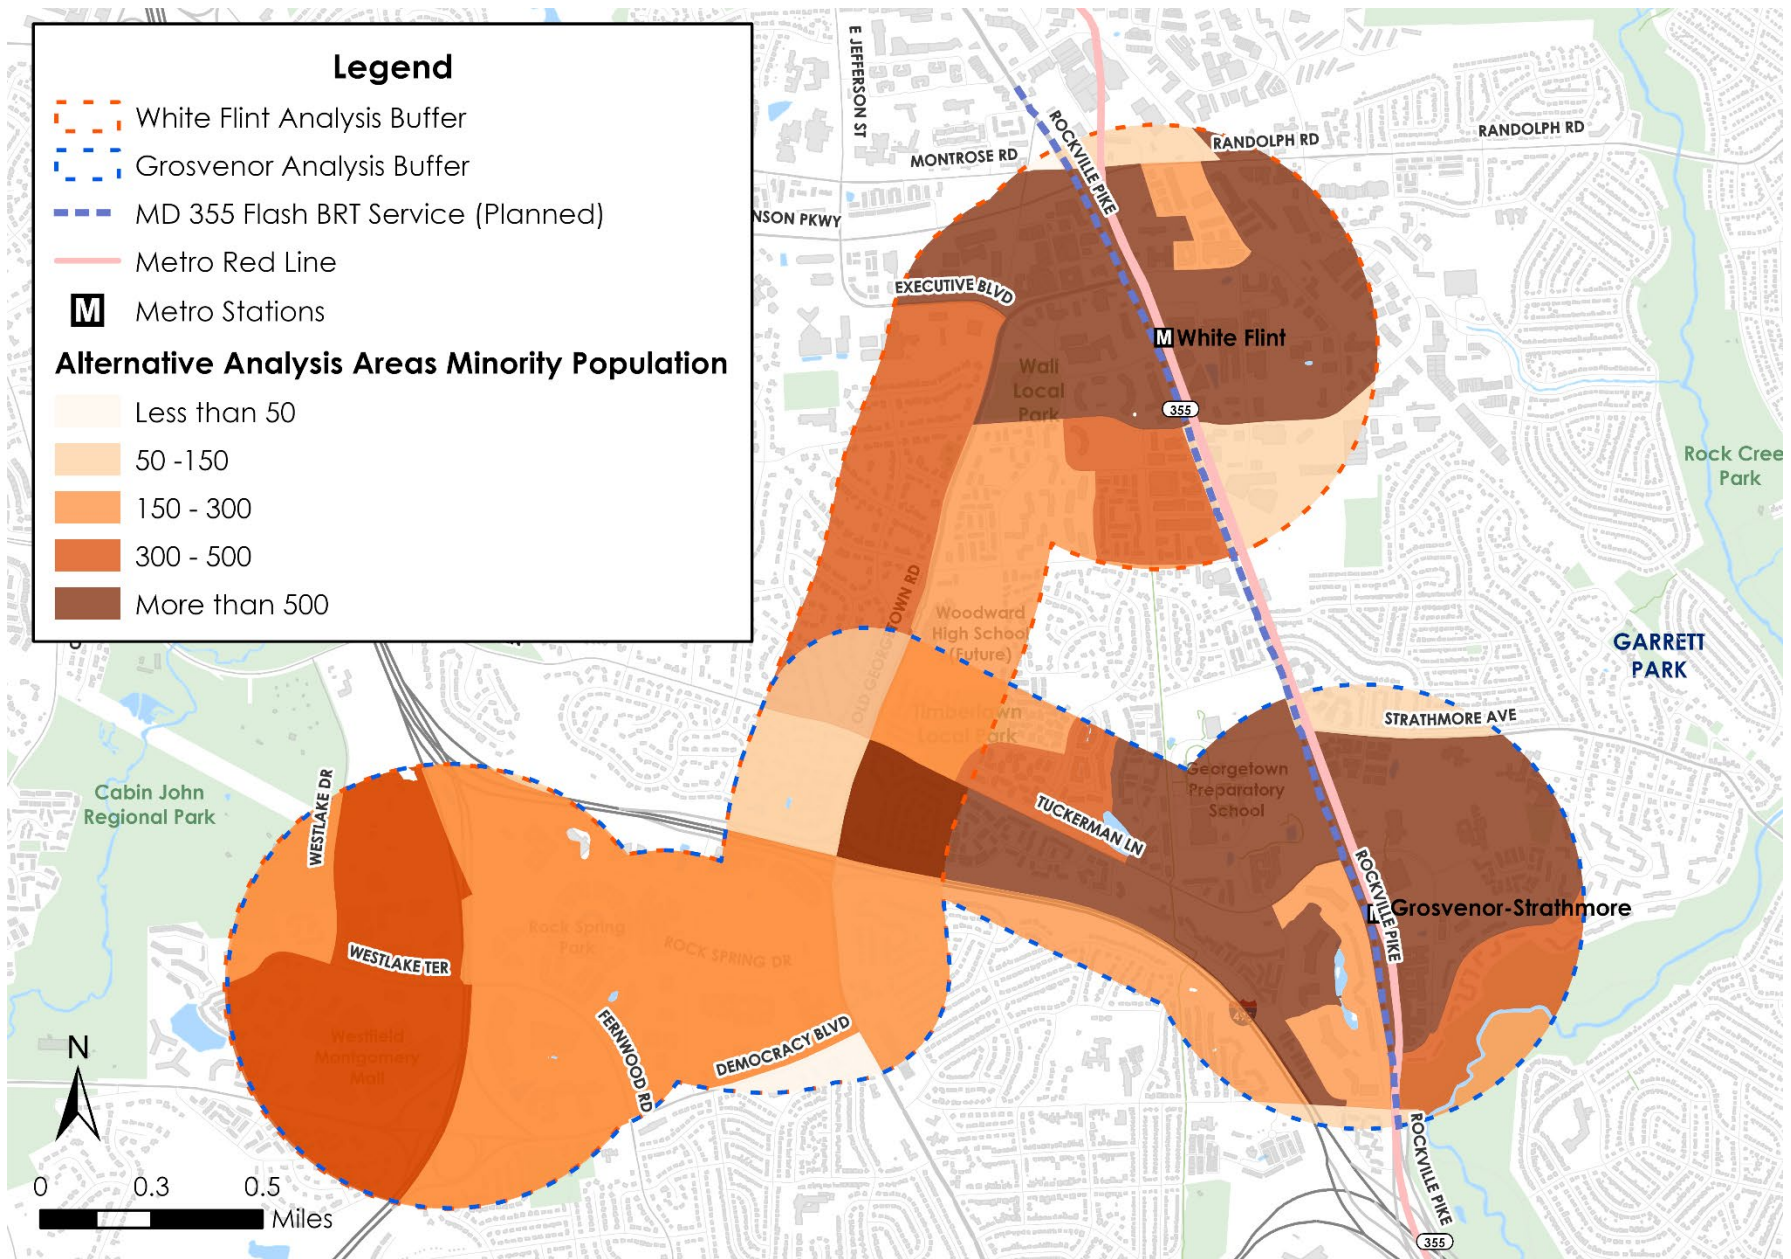 Legend
White Flint Analysis Buffer
Grosvenor Analysis Buffer
MD 355 Flash BRT Service (Planned)
Metro Red Line
M
Metro Stations
Alternative Analysis Areas Minority Population
Less than 50
50 -150
150 - 300
300 - 500
More than 500
E JEFFERSON ST
ROCKVILLE PIKE
MONTROSE RD
RANDOLPH RD
RANDOLPH RD
NSON PKWY
EXECUTIVE BLVD
M White Flint
Wall
Local
Park
355
Rock Cree
Park
OLD GEORGETOWN RD
Woodward
High School
(Future)
GARRETT
PARK
Timberlawn
Local Park
STRATHMORE AVE
Georgetown
Preparatory
School
TUCKERMAN LN
Cabin John
Regional Park
WESTLAKE DR
WESTLAKE TER
Rock Spring
Park
ROCK SPRING DR
ROCKVILLE PIKE
Grosvenor-Strathmore
Westfield
Montgomery
Mall
FERNWOOD RD
DEMOCRACY BLVD
495
N
0 0.3 0.5
Miles
ROCKVILLE PIKE
355